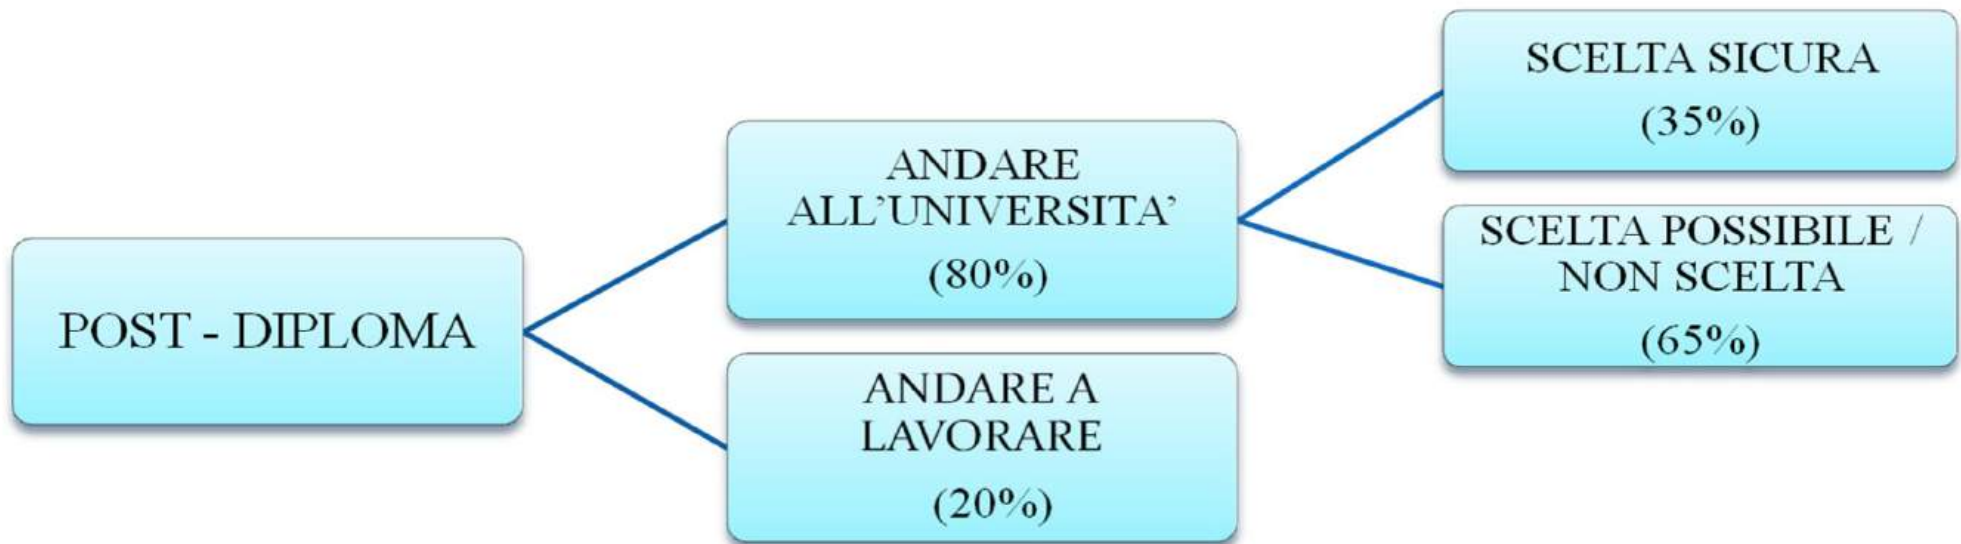 POST - DIPLOMA
ANDARE
ALL’UNIVERSITA’
(80%)
ANDARE A
LAVORARE
(20%)
SCELTA SICURA
(35%)
SCELTA POSSIBILE /
NON SCELTA
(65%)